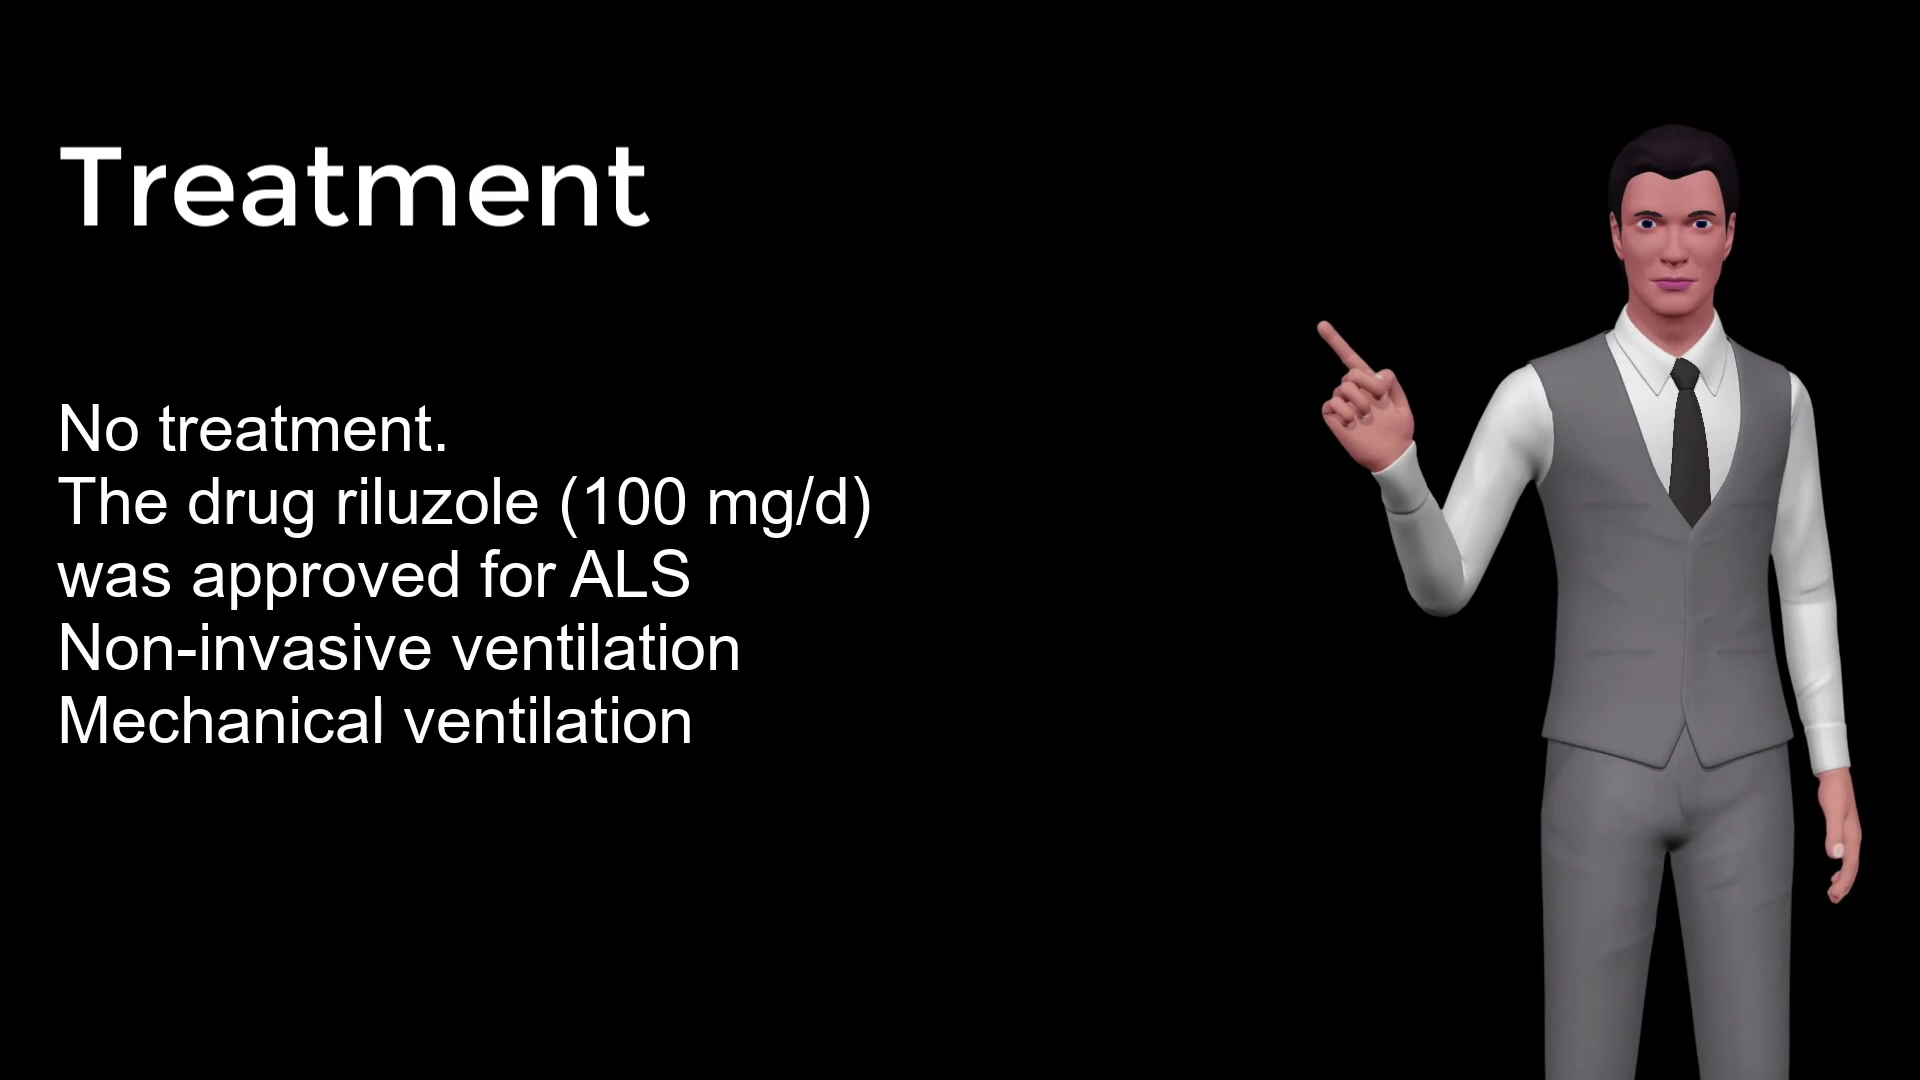 Treatment
No treatment.
The drug riluzole (100 mg/d)
was approved for ALS
Non-invasive ventilation
Mechanical ventilation